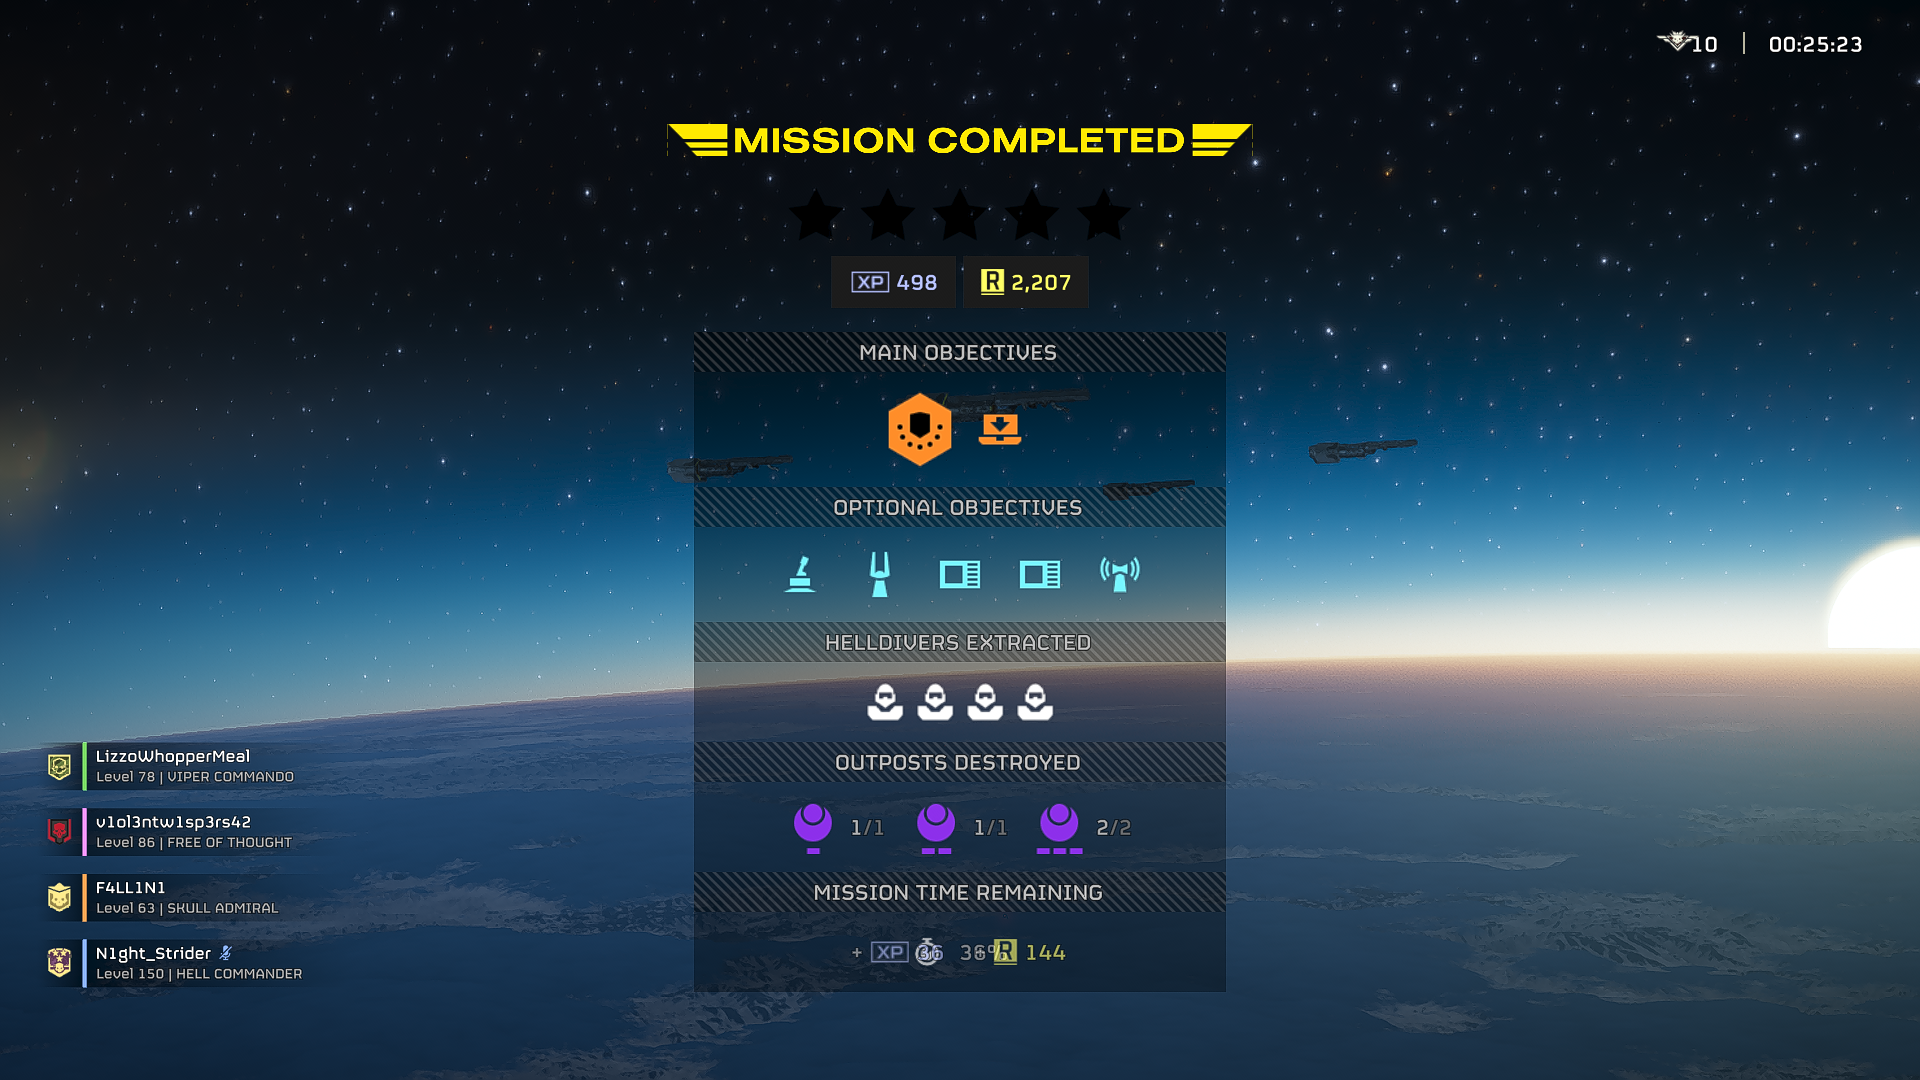 10 | 00:25:23
MISSION COMPLETED
XP 498 R 2,207
MAIN OBJECTIVES
OPTIONAL OBJECTIVES
HELLDIVERS EXTRACTED
OUTPOSTS DESTROYED
1/1 1/1 2/2
MISSION TIME REMAINING
+ XP 36 36% R 144
LizzoWhopperMeal
Level 78 | VIPER COMMANDO
v1ol3ntw1sp3rs42
Level 86 | FREE OF THOUGHT
F4LL1N1
Level 63 | SKULL ADMIRAL
N1ght_Strider
Level 150 | HELL COMMANDER